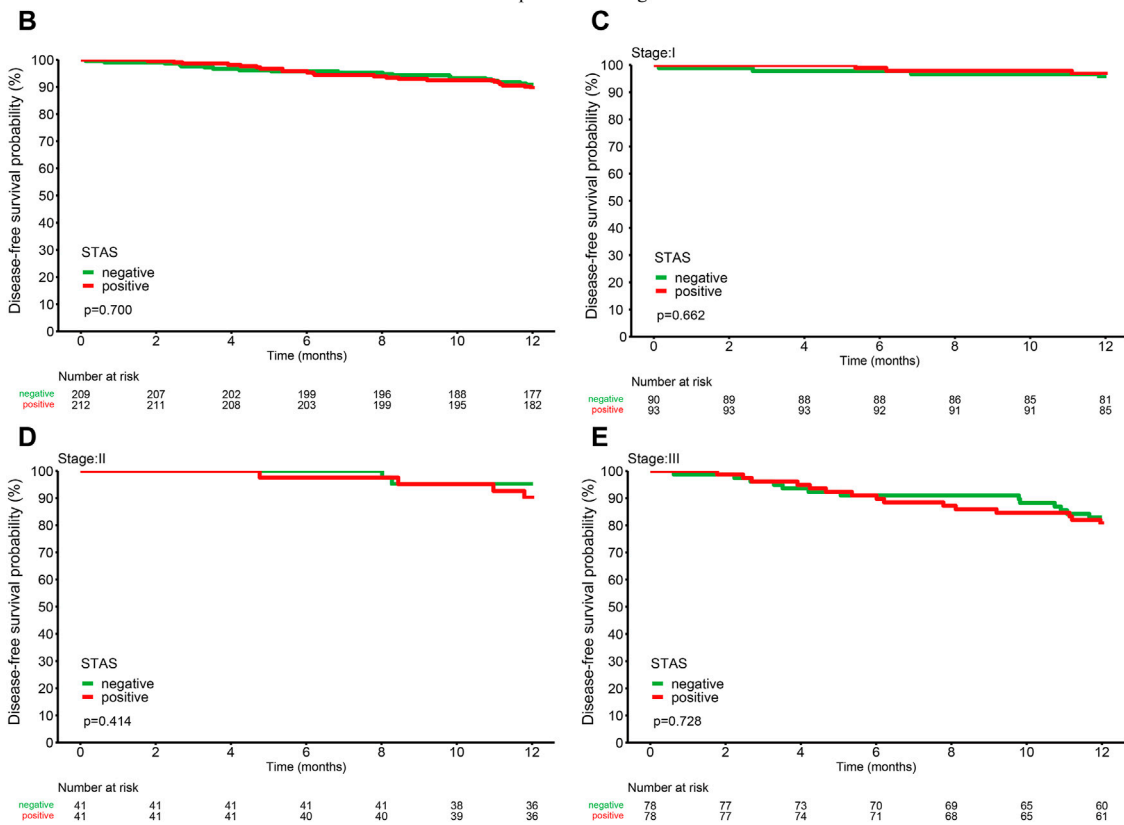 B
Disease-free survival probability (%)
100
90
80
70
60
50
40
30
20
10
0
STAS
negative
positive
p=0.700
0 2 4 6 8 10 12
Time (months)
Number at risk
negative 209 207 202 199 196 188 177
positive 212 211 208 203 199 195 182
C
Stage:I
Disease-free survival probability (%)
100
90
80
70
60
50
40
30
20
10
0
STAS
negative
positive
p=0.662
0 2 4 6 8 10 12
Time (months)
Number at risk
negative 90 89 88 88 86 85 81
positive 93 93 93 92 91 91 85
D
Stage:II
Disease-free survival probability (%)
100
90
80
70
60
50
40
30
20
10
0
STAS
negative
positive
p=0.414
0 2 4 6 8 10 12
Time (months)
Number at risk
negative 41 41 41 41 41 38 36
positive 41 41 41 40 40 39 36
E
Stage:III
Disease-free survival probability (%)
100
90
80
70
60
50
40
30
20
10
0
STAS
negative
positive
p=0.728
0 2 4 6 8 10 12
Time (months)
Number at risk
negative 78 77 73 70 69 65 60
positive 78 77 74 71 68 65 61